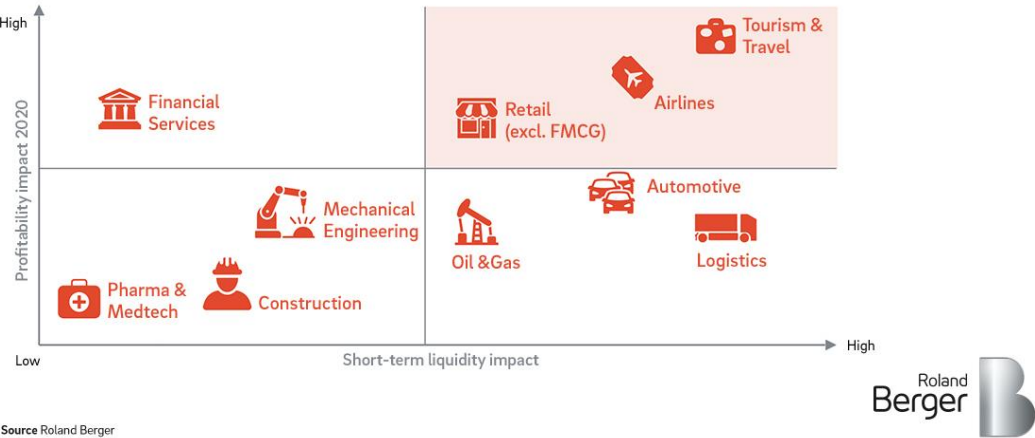 High
Profitability impact 2020
Tourism &
Travel
Airlines
Financial
Services
Retail
(excl. FMCG)
Automotive
Mechanical
Engineering
Oil &Gas
Logistics
Pharma &
Medtech
Construction
Low
Short-term liquidity impact
High
Roland
Berger
B
Source Roland Berger